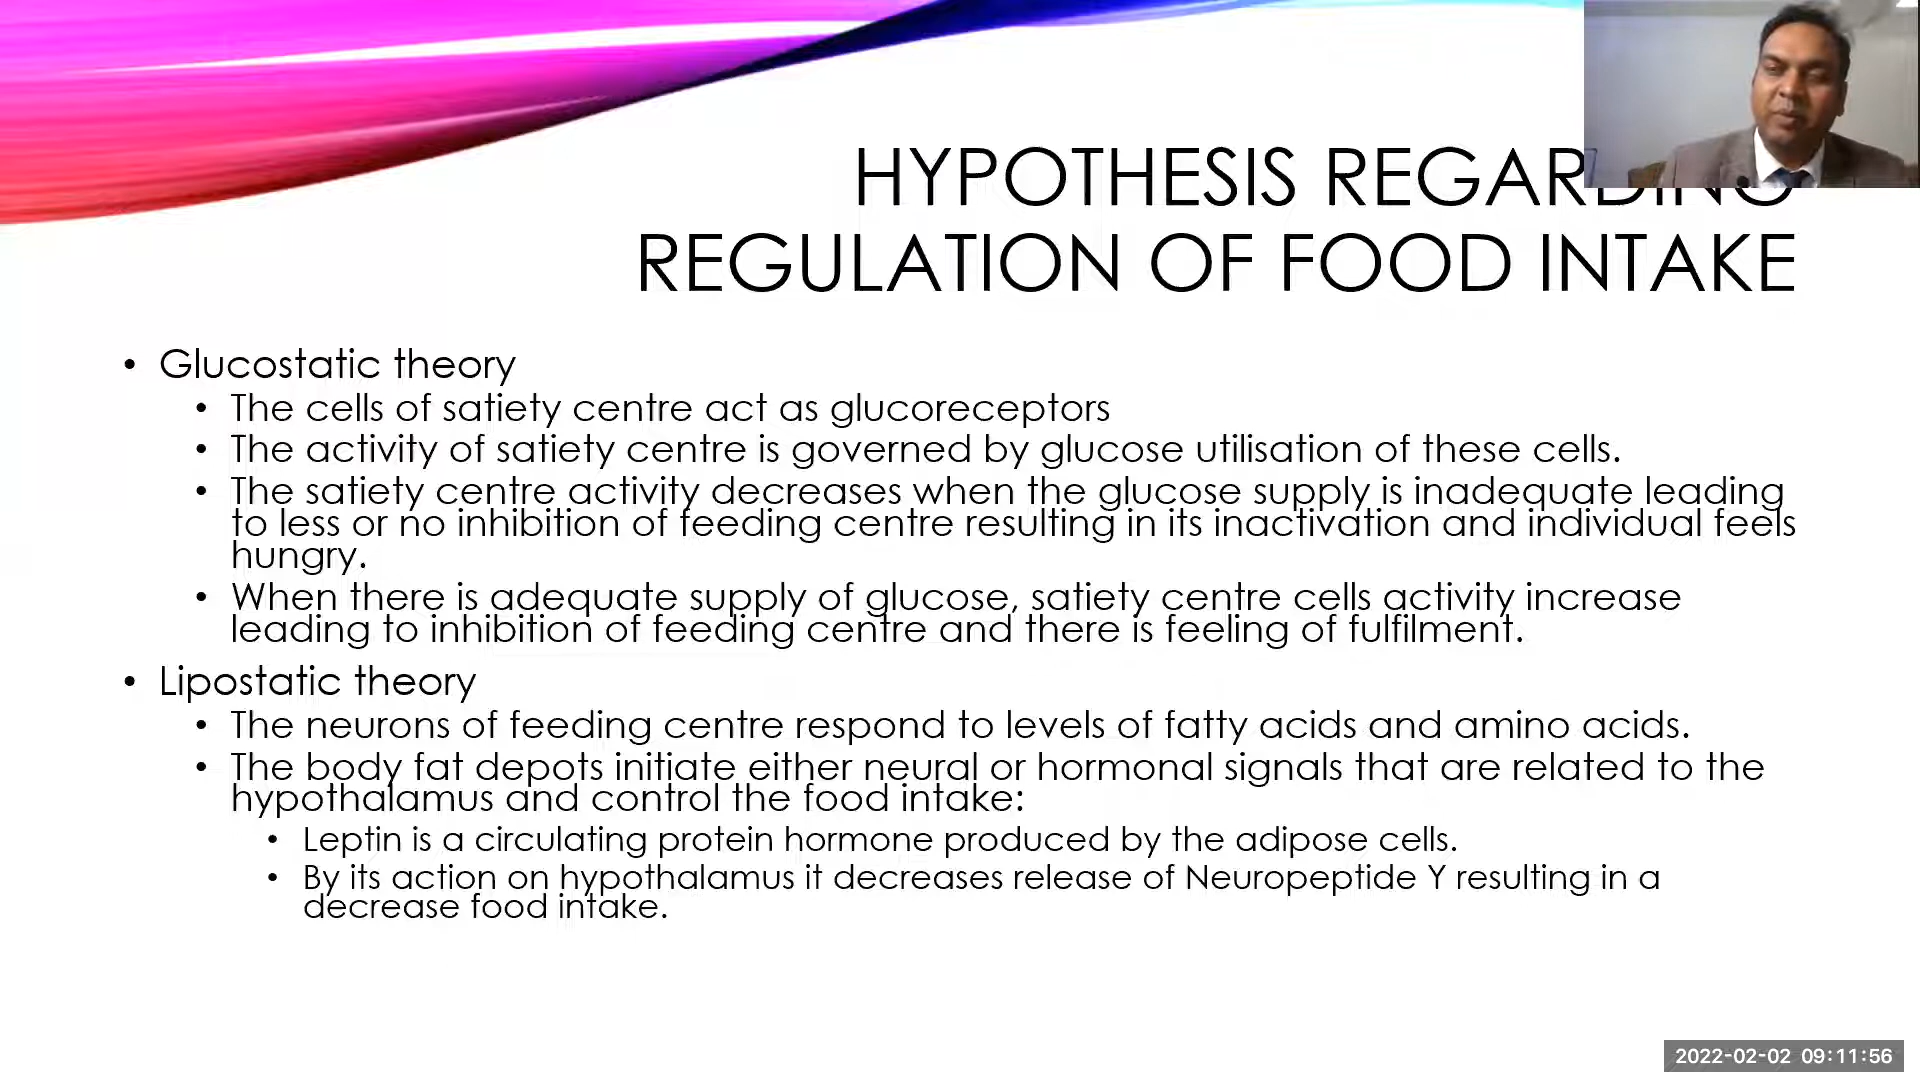 HYPOTHESIS REGARDING
REGULATION OF FOOD INTAKE
• Glucostatic theory
• The cells of satiety centre act as glucoreceptors
• The activity of satiety centre is governed by glucose utilisation of these cells.
• The satiety centre activity decreases when the glucose supply is inadequate leading
to less or no inhibition of feeding centre resulting in its inactivation and individual feels
hungry.
• When there is adequate supply of glucose, satiety centre cells activity increase
leading to inhibition of feeding centre and there is feeling of fulfilment.
• Lipostatic theory
• The neurons of feeding centre respond to levels of fatty acids and amino acids.
• The body fat depots initiate either neural or hormonal signals that are related to the
hypothalamus and control the food intake:
• Leptin is a circulating protein hormone produced by the adipose cells.
• By its action on hypothalamus it decreases release of Neuropeptide Y resulting in a
decrease food intake.
2022-02-02 09:11:56